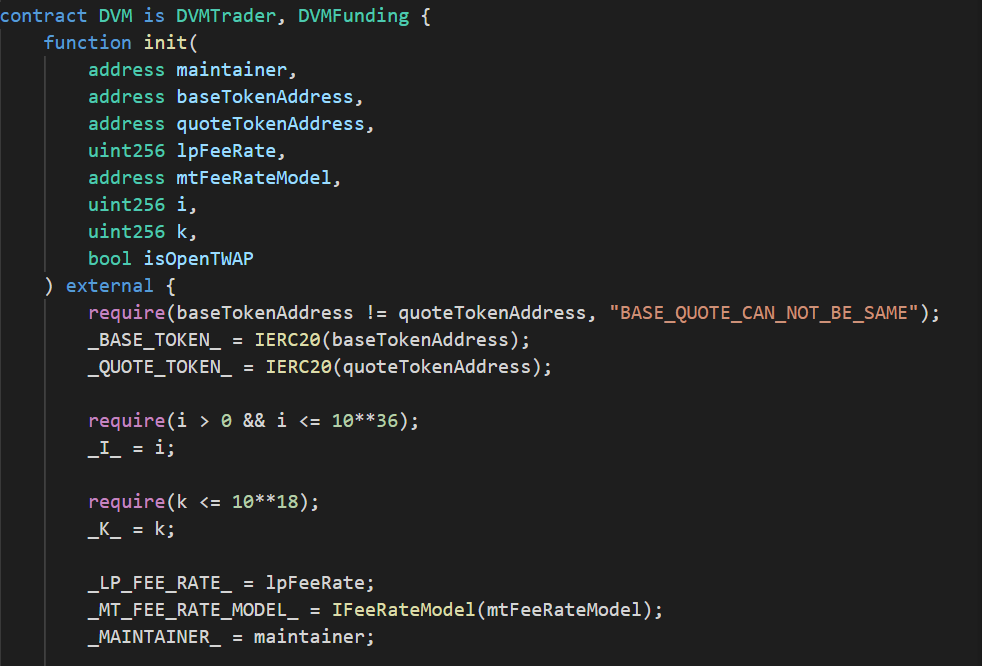 contract DVM is DVMTrader, DVMFunding {
    function init(
        address maintainer,
        address baseTokenAddress,
        address quoteTokenAddress,
        uint256 lpFeeRate,
        address mtFeeRateModel,
        uint256 i,
        uint256 k,
        bool isOpenTWAP
    ) external {
        require(baseTokenAddress != quoteTokenAddress, "BASE_QUOTE_CAN_NOT_BE_SAME");
        _BASE_TOKEN_ = IERC20(baseTokenAddress);
        _QUOTE_TOKEN_ = IERC20(quoteTokenAddress);

        require(i > 0 && i <= 10**36);
        _I_ = i;

        require(k <= 10**18);
        _K_ = k;

        _LP_FEE_RATE_ = lpFeeRate;
        _MT_FEE_RATE_MODEL_ = IFeeRateModel(mtFeeRateModel);
        _MAINTAINER_ = maintainer;